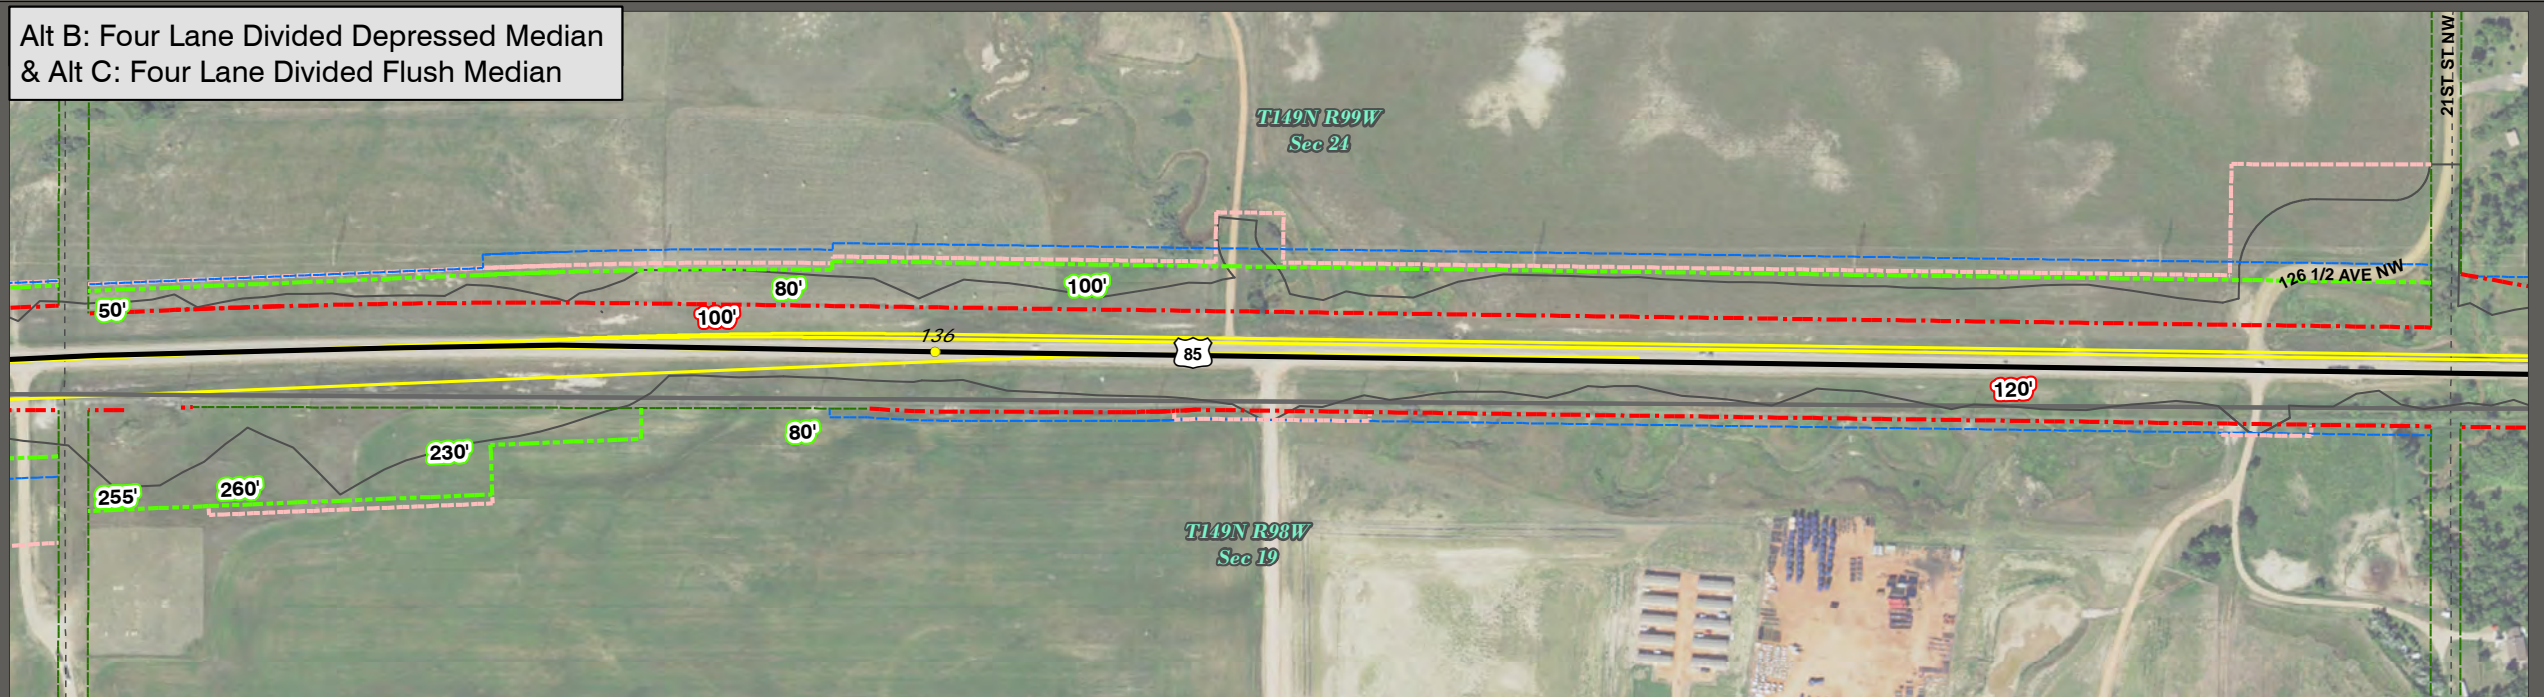 Alt B: Four Lane Divided Depressed Median
& Alt C: Four Lane Divided Flush Median
21ST ST NW
T149N R99W
Sec 24
126 1/2 AVE NW
80'
100'
50'
100'
136
85
120'
80'
230'
260'
255'
T149N R98W
Sec 19